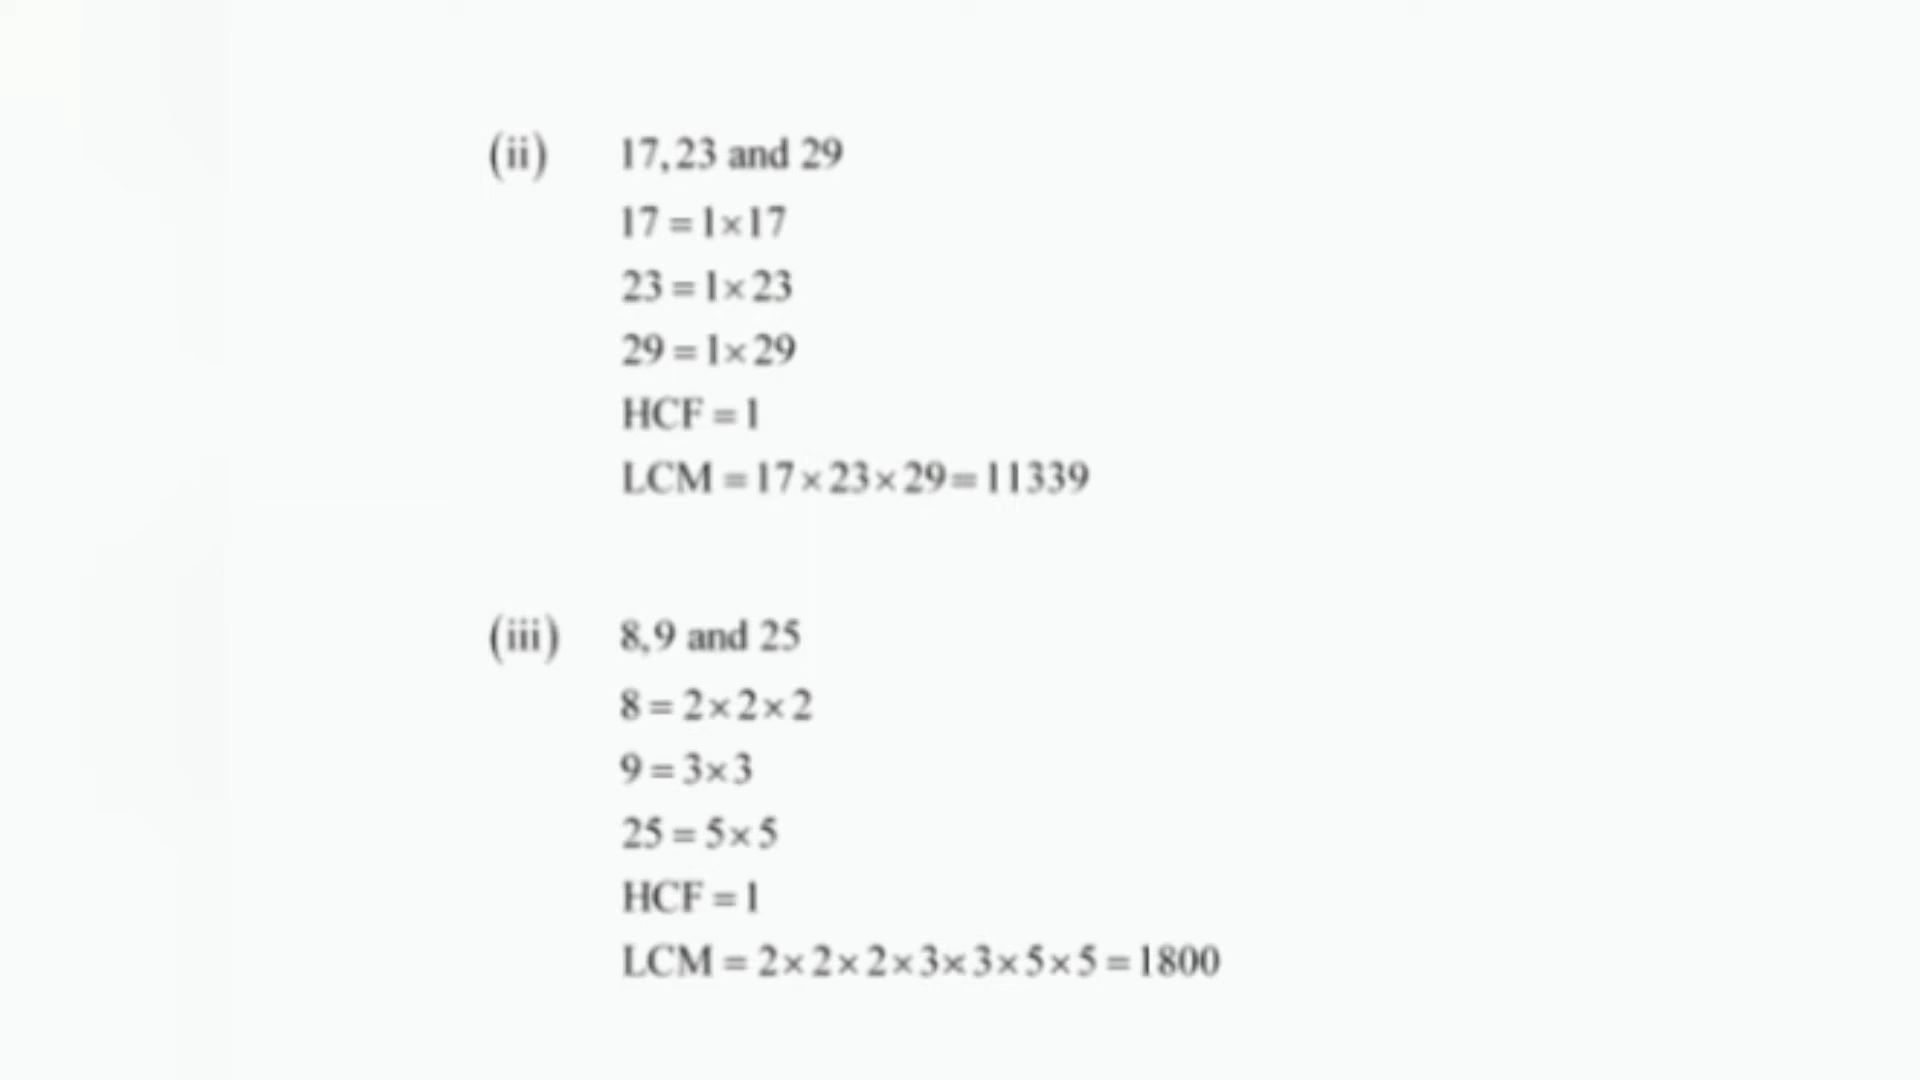 (ii) 17,23 and 29
17 = 1×17
23 = 1×23
29 = 1×29
HCF = 1
LCM = 17×23×29 = 11339
(iii) 8,9 and 25
8 = 2×2×2
9 = 3×3
25 = 5×5
HCF = 1
LCM = 2×2×2×3×3×5×5 = 1800